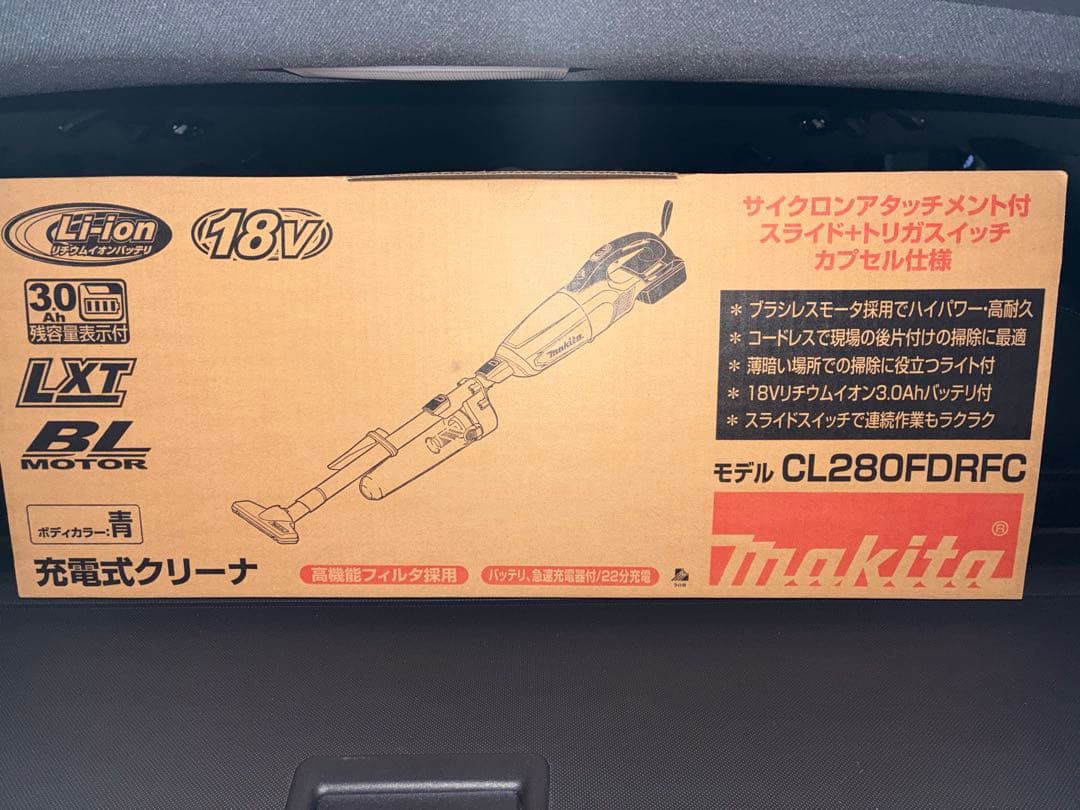 Li-ion
リチウムイオンバッテリ
18V
3.0
Ah
残容量表示付
LXT
BL
MOTOR
ボディカラー:青
充電式クリーナ
makita
高機能フィルタ採用
バッテリ、急速充電器付/22分充電
サイクロンアタッチメント付
スライド+トリガスイッチ
カプセル仕様
* ブラシレスモータ採用でハイパワー・高耐久
* コードレスで現場の後片付けの掃除に最適
* 薄暗い場所での掃除に役立つライト付
* 18Vリチウムイオン3.0Ahバッテリ付
* スライドスイッチで連続作業もラクラク
モデル CL280FDRFC
makita®